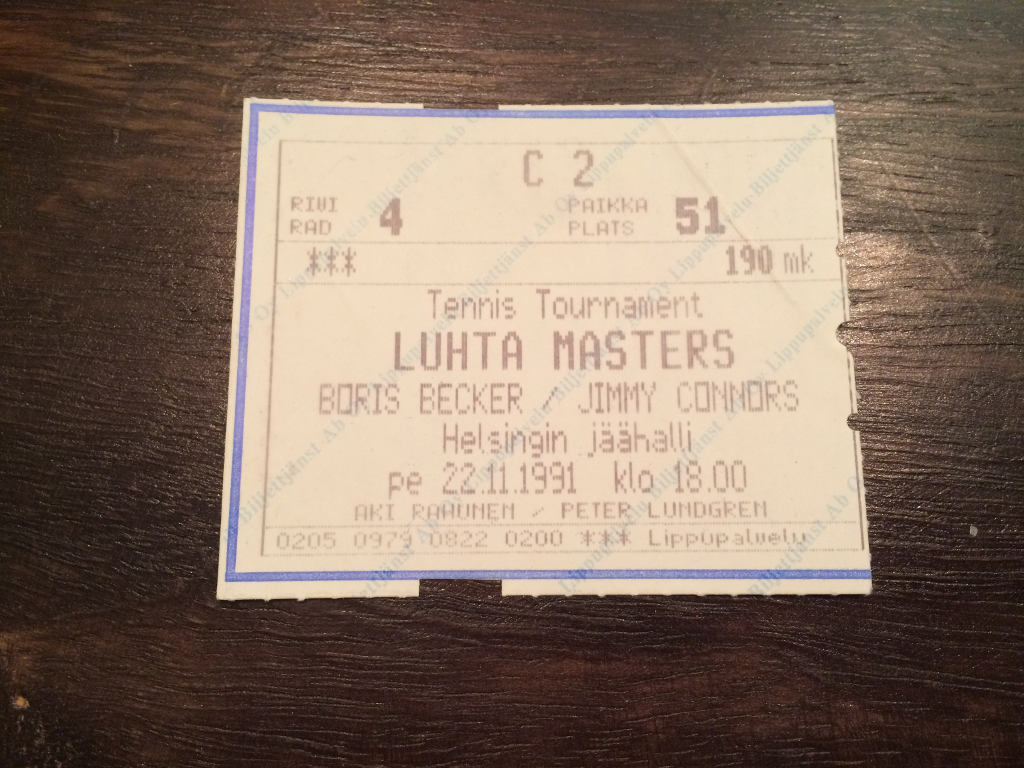 C 2
RIVI 4 PAIKKA 51
RAD PLATS
*** 190 mk
Tennis Tournament
LUHTA MASTERS
BORIS BECKER / JIMMY CONNORS
Helsingin jäähalli
pe 22.11.1991 klo 18.00
AKI RAHUNEN / PETER LUNDGREN
0205 0979 0822 0200 *** Lippupalvelu